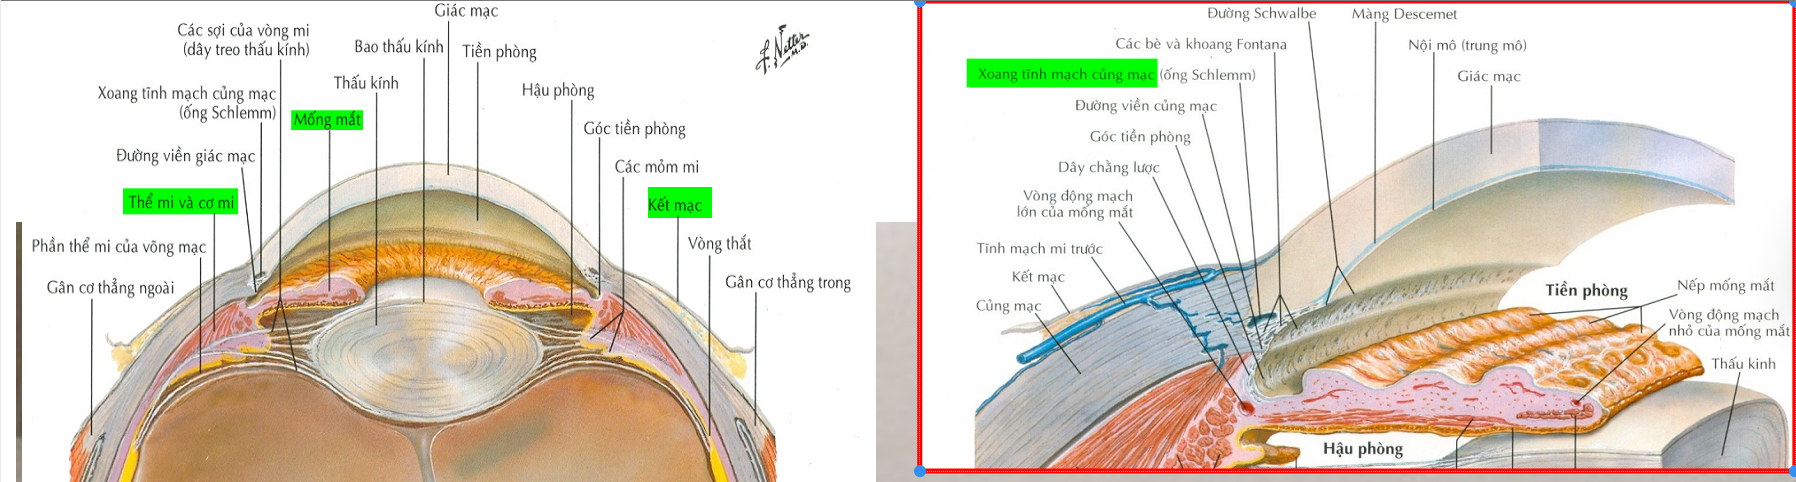 Giác mạc
Các sợi của vòng mi
(dây treo thấu kính)
Bao thấu kính
Tiền phòng
Thấu kính
Hậu phòng
Xoang tĩnh mạch củng mạc
(ống Schlemm)
Mống mắt
Góc tiền phòng
Đường viền giác mạc
Các mỏm mi
Thể mi và cơ mi
Kết mạc
Phần thể mi của võng mạc
Vòng thắt
Gân cơ thẳng ngoài
Gân cơ thẳng trong
F. Netter
M.D.
Đường Schwalbe
Màng Descemet
Các bè và khoang Fontana
Nội mô (trung mô)
Xoang tĩnh mạch củng mạc (ống Schlemm)
Giác mạc
Đường viền củng mạc
Góc tiền phòng
Dây chằng lược
Vòng động mạch
lớn của mống mắt
Tĩnh mạch mi trước
Kết mạc
Củng mạc
Tiền phòng
Nếp mống mắt
Vòng động mạch
nhỏ của mống mắt
Thấu kinh
Hậu phòng